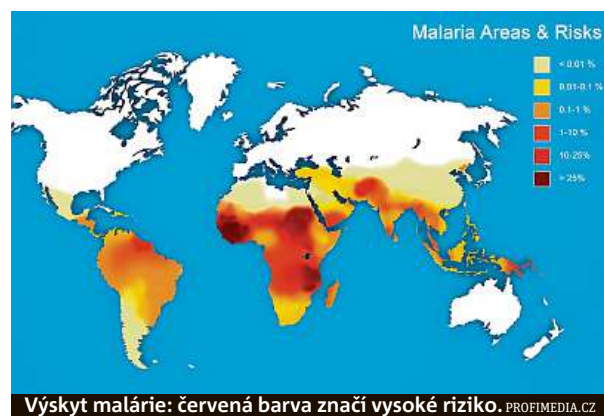 Malaria Areas & Risks
< 0.01 %
0.01-0.1 %
0.1-1 %
1-10 %
10-25%
> 25%
Výskyt malárie: červená barva značí vysoké riziko. PROFIMEDIA.CZ